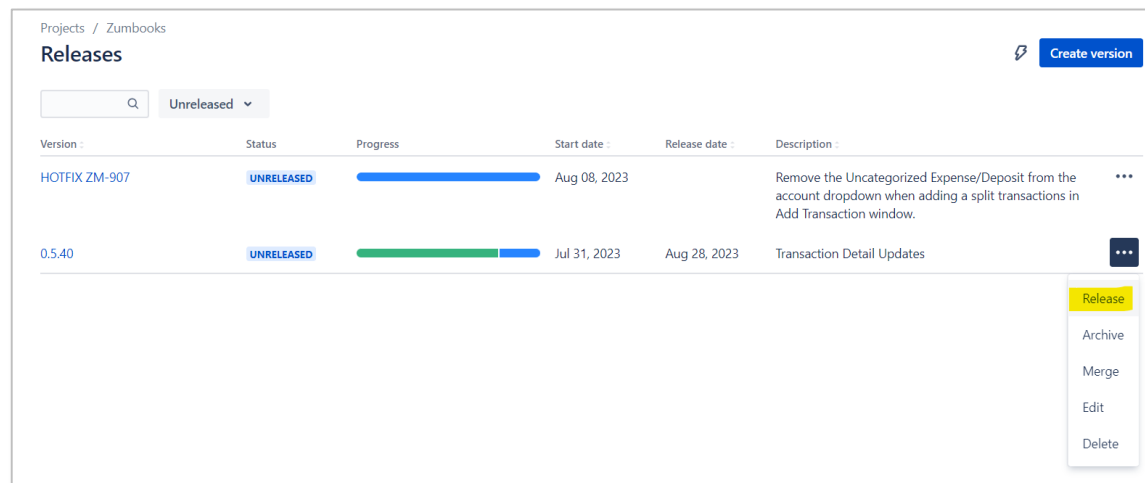 Projects / Zumbooks
Releases
Create version
Unreleased
Version Status Progress Start date Release date Description
HOTFIX ZM-907 UNRELEASED Aug 08, 2023 Remove the Uncategorized Expense/Deposit from the
account dropdown when adding a split transactions in
Add Transaction window.
0.5.40 UNRELEASED Jul 31, 2023 Aug 28, 2023 Transaction Detail Updates
Release
Archive
Merge
Edit
Delete